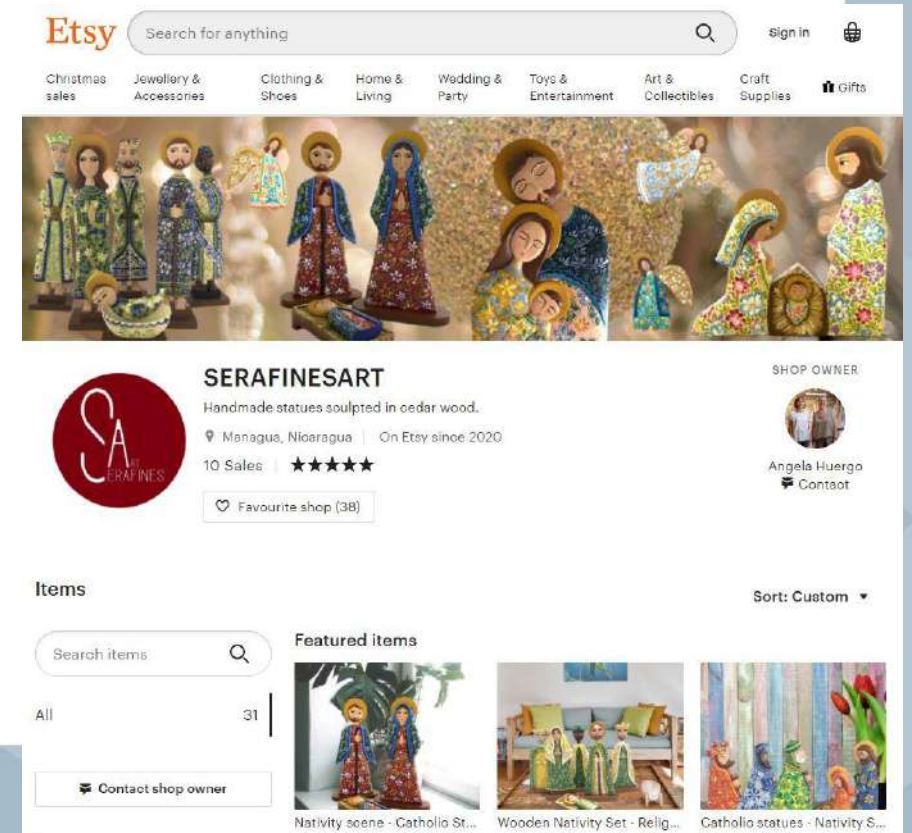 Etsy
Search for anything
Sign in
Christmas sales
Jewellery & Accessories
Clothing & Shoes
Home & Living
Wedding & Party
Toys & Entertainment
Art & Collectibles
Craft Supplies
Gifts
SA
ART
SERAFINES
SERAFINESART
Handmade statues sculpted in cedar wood.
Managua, Nicaragua | On Etsy since 2020
10 Sales
Favourite shop (38)
SHOP OWNER
Angela Huergo
Contact
Items
Sort: Custom
Search items
All 31
Contact shop owner
Featured items
Nativity scene - Catholic St...
Wooden Nativity Set - Relig...
Catholic statues - Nativity S...